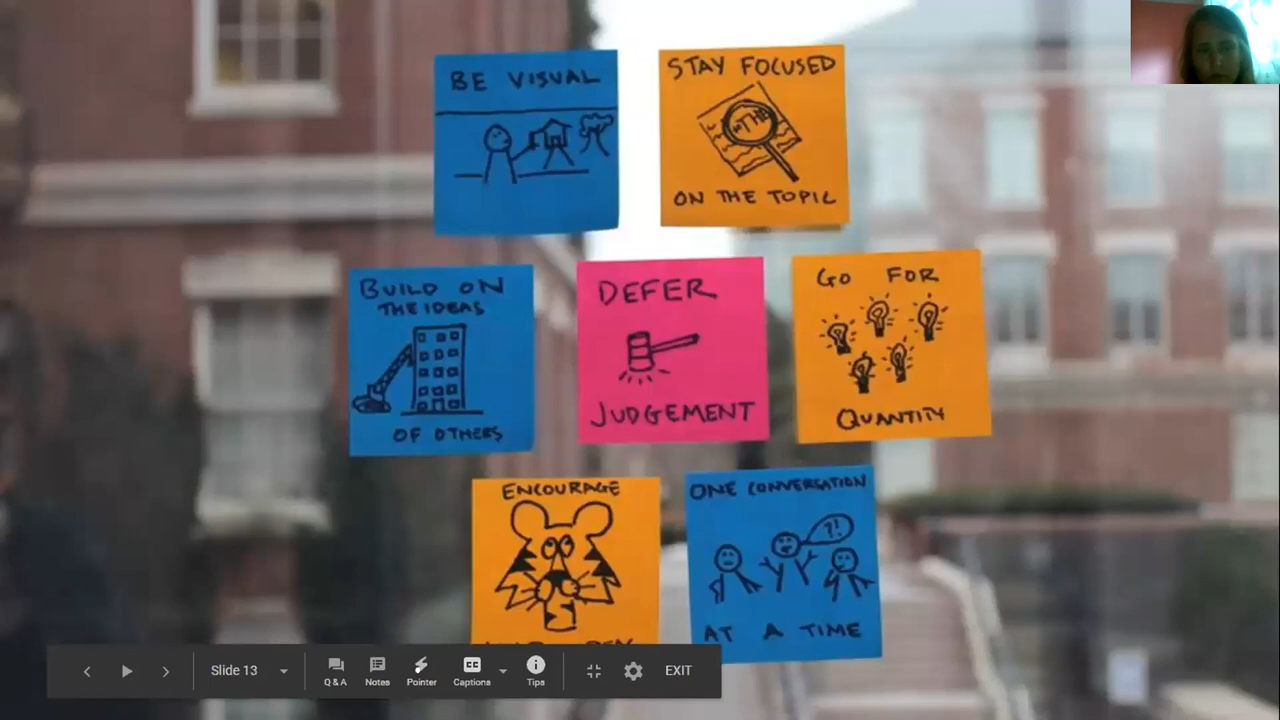 BE VISUAL
STAY FOCUSED
ON THE TOPIC
BUILD ON
THE IDEAS
OF OTHERS
DEFER
JUDGEMENT
GO FOR
QUANTITY
ENCOURAGE
ONE CONVERSATION
?!
AT A TIME
Slide 13
Q & A
Notes
Pointer
CC
Captions
Tips
EXIT